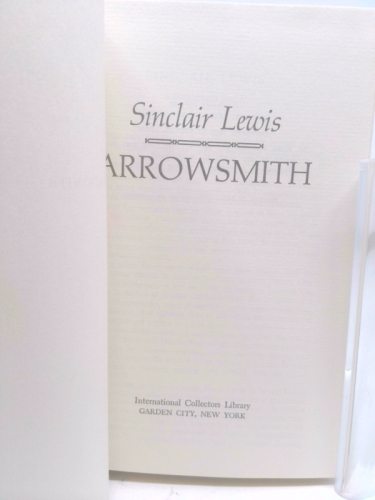 Sinclair Lewis
ARROWSMITH
International Collectors Library
GARDEN CITY, NEW YORK